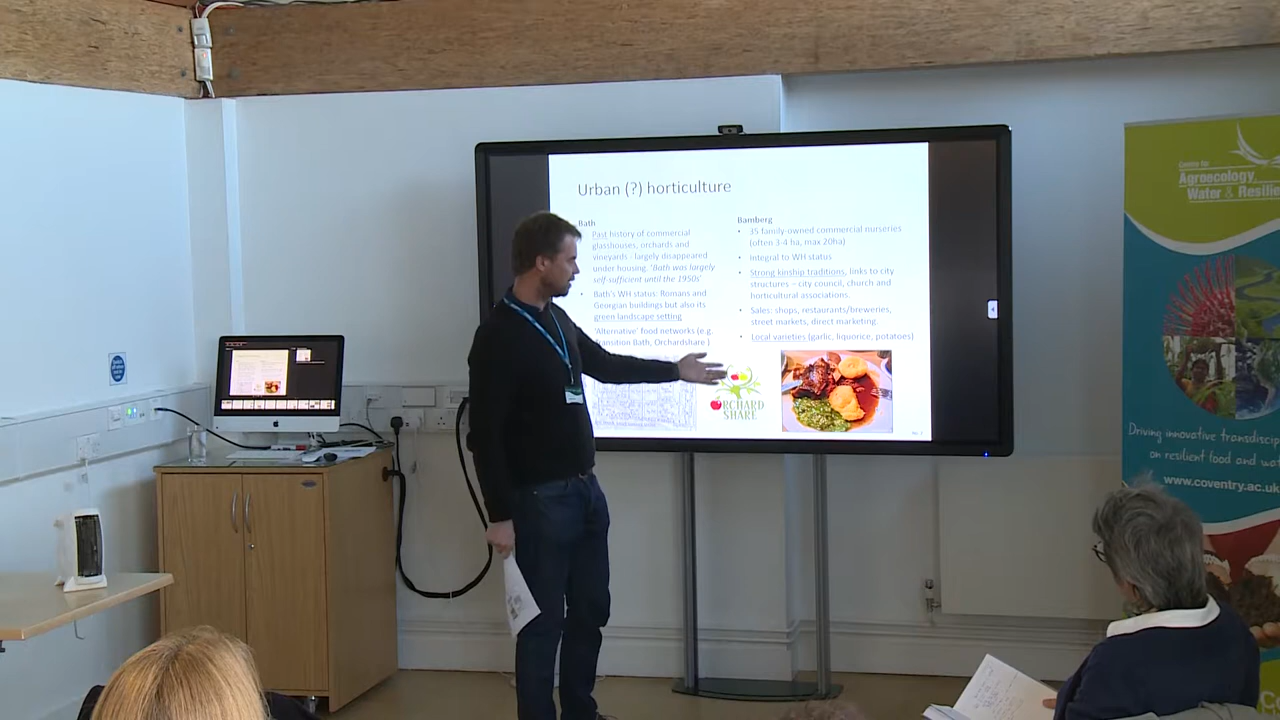 Urban (?) horticulture
Bath
Past history of commercial
glasshouses, orchards and
vineyards - largely disappeared
under housing. 'Bath was largely
self-sufficient until the 1950s'
• Bath's WH status: Romans and
Georgian buildings but also its
green landscape setting
'Alternative' food networks (e.g.
Transition Bath, Orchardshare )
ORCHARD
SHARE
Bamberg
• 35 family-owned commercial nurseries
(often 3-4 ha, max 20ha)
• Integral to WH status
• Strong kinship traditions, links to city
structures – city council, church and
horticultural associations.
• Sales: shops, restaurants/breweries,
street markets, direct marketing.
• Local varieties (garlic, liquorice, potatoes)
Centre for
Agroecology,
Water & Resilie
Driving innovative transdiscip
on resilient food and wa
www.coventry.ac.uk